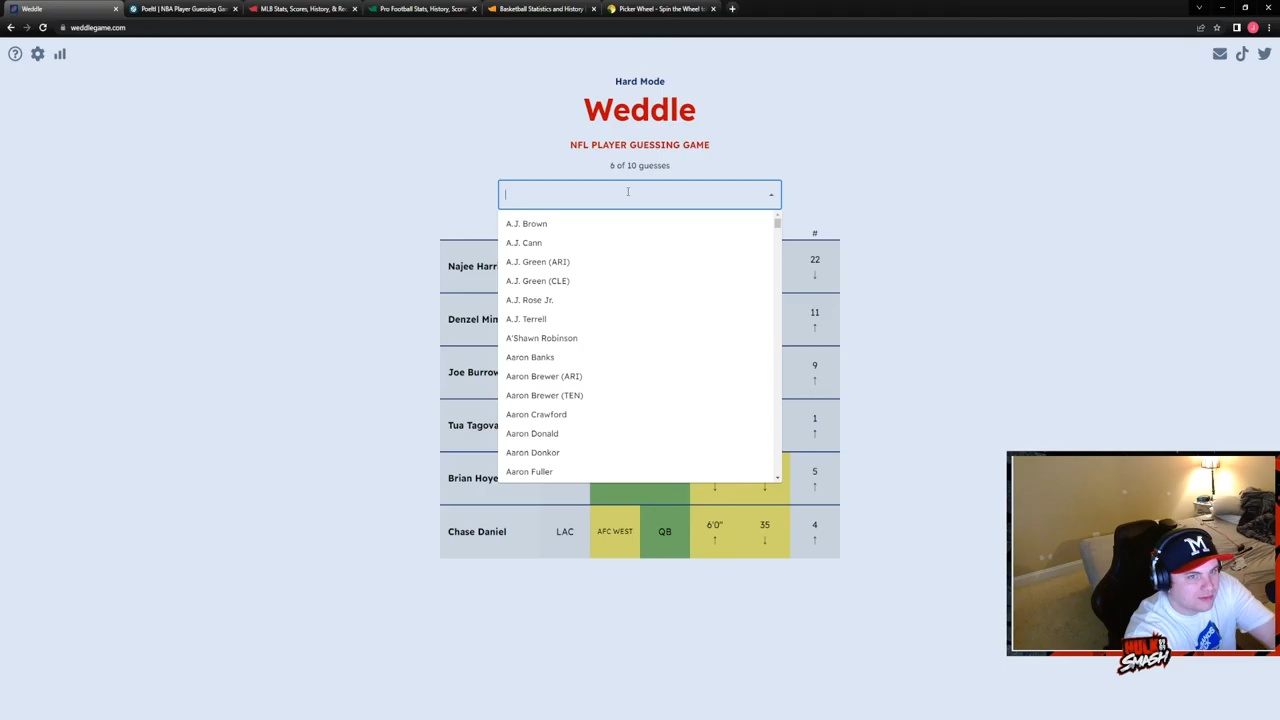 Weddle
Poeltl | NBA Player Guessing Ga
MLB Stats, Scores, History, & Re
Pro Football Stats, History, Score
Basketball Statistics and History |
Picker Wheel - Spin the Wheel to
weddlegame.com
Hard Mode
Weddle
NFL PLAYER GUESSING GAME
6 of 10 guesses
A.J. Brown
A.J. Cann
A.J. Green (ARI)
A.J. Green (CLE)
A.J. Rose Jr.
A.J. Terrell
A'Shawn Robinson
Aaron Banks
Aaron Brewer (ARI)
Aaron Brewer (TEN)
Aaron Crawford
Aaron Donald
Aaron Donkor
Aaron Fuller
#
Najee Harr 22 ↓
Denzel Mim 11 ↑
Joe Burrow 9 ↑
Tua Tagova 1 ↑
Brian Hoye ↓ ↓ 5 ↑
Chase Daniel LAC AFC WEST QB 6'0" ↑ 35 ↓ 4 ↑
M
HULK
SMASH